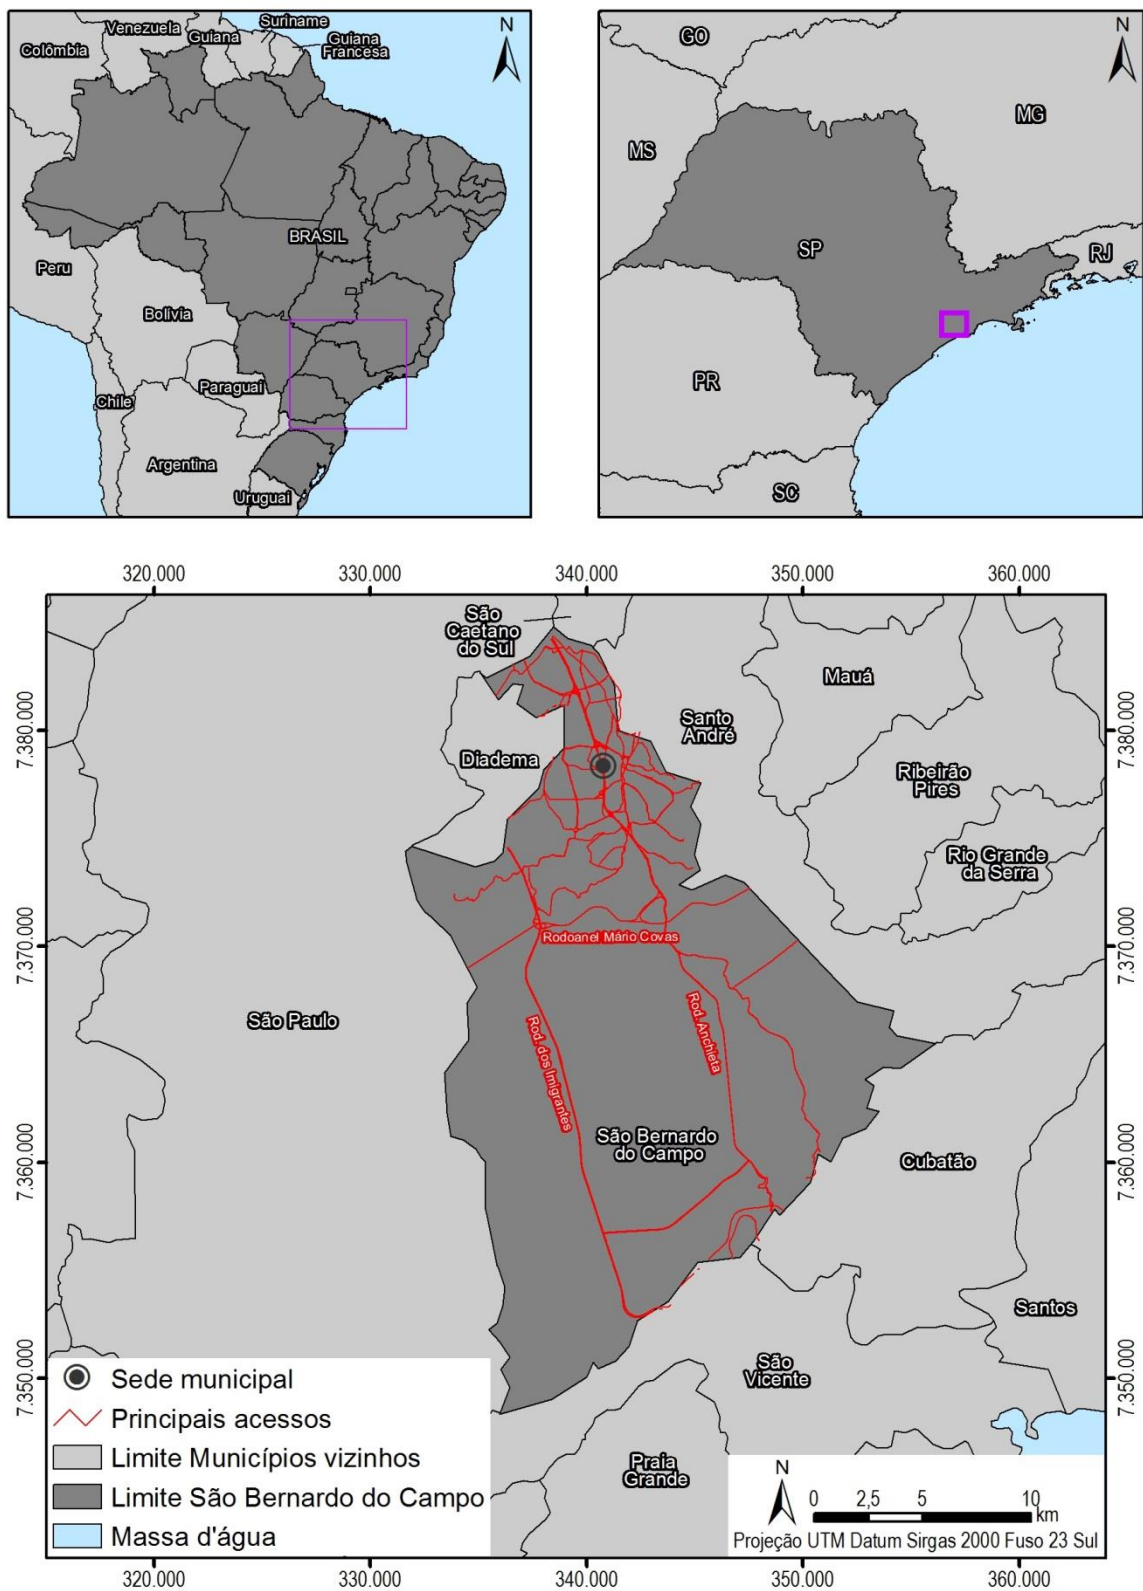 Venezuela
Suriname
Colômbia
Guiana
Guiana
Francesa
N
BRASIL
Peru
Bolivia
Paraguai
Chile
Argentina
Uruguai
GO
N
MG
MS
SP
RJ
PR
SC
320.000
330.000
340.000
350.000
360.000
São
Caetano
do Sul
Mauá
Santo
André
7.380.000
7.380.000
Diadema
Ribeirão
Pires
Rio Grande
da Serra
7.370.000
7.370.000
Rodoanel Mário Covas
São Paulo
Rod. dos Imigrantes
Rod. Anchieta
São Bernardo
do Campo
Cubatão
7.360.000
7.360.000
Santos
São
Vicente
7.350.000
7.350.000
Praia
Grande
Sede municipal
Principais acessos
Limite Municípios vizinhos
Limite São Bernardo do Campo
Massa d'água
N
0 2,5 5 10
km
Projeção UTM Datum Sirgas 2000 Fuso 23 Sul
320.000
330.000
340.000
350.000
360.000